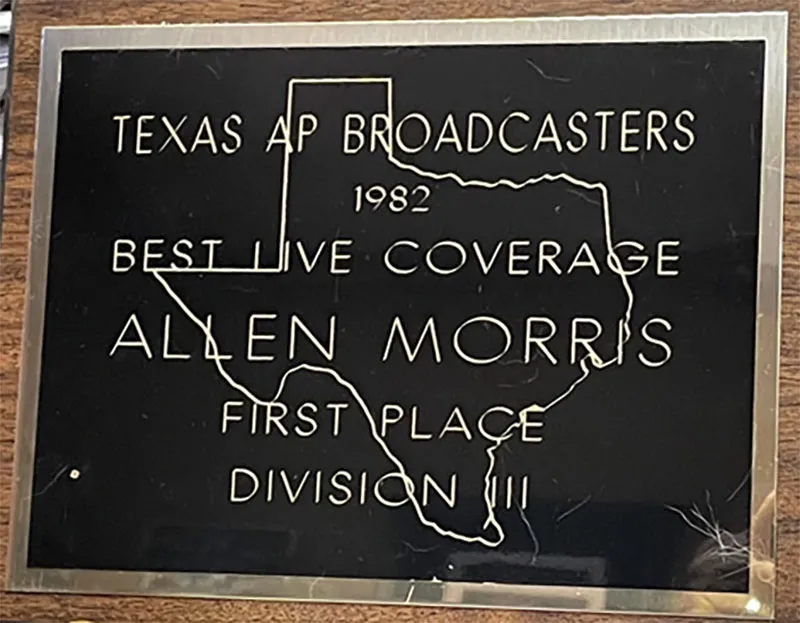 TEXAS AP BROADCASTERS
1982
BEST LIVE COVERAGE
ALLEN MORRIS
FIRST PLACE
DIVISION III